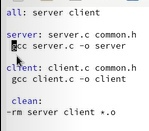 all: server client
server: server.c common.h
gcc server.c -o server
client: client.c common.h
gcc client.c -o client
clean:
-rm server client *.o